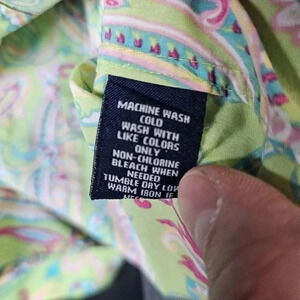 MACHINE WASH
COLD
WASH WITH
LIKE COLORS
ONLY
NON-CHLORINE
BLEACH WHEN
NEEDED
TUMBLE DRY LOW
WARM IRON IF